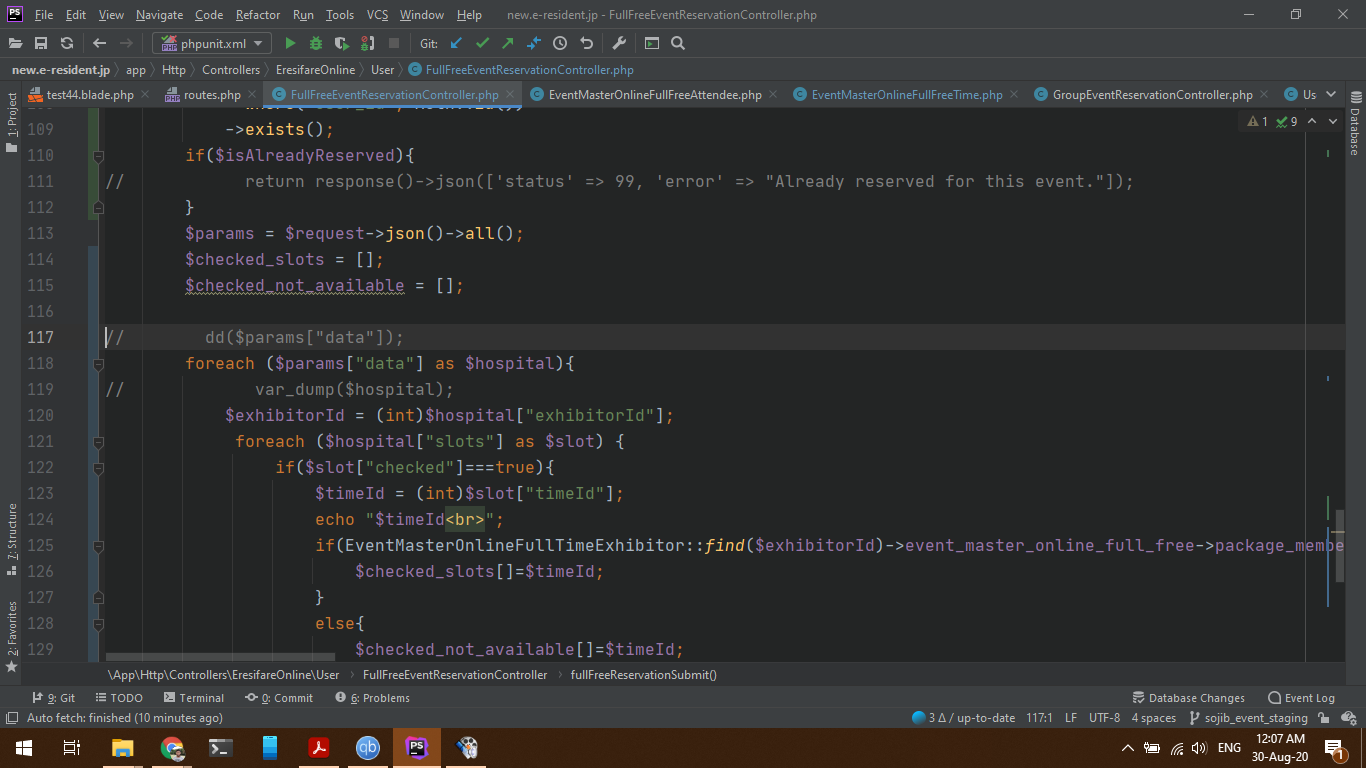 File Edit View Navigate Code Refactor Run Tools VCS Window Help new.e-resident.jp - FullFreeEventReservationController.php
phpunit.xml Git:
new.e-resident.jp app Http Controllers EresifareOnline User FullFreeEventReservationController.php
test44.blade.php routes.php FullFreeEventReservationController.php EventMasterOnlineFullFreeAttendee.php EventMasterOnlineFullFreeTime.php GroupEventReservationController.php Us
1 9
109 ->exists();
110 if($isAlreadyReserved){
111 // return response()->json(['status' => 99, 'error' => "Already reserved for this event."]);
112 }
113 $params = $request->json()->all();
114 $checked_slots = [];
115 $checked_not_available = [];
116
117 // dd($params["data"]);
118 foreach ($params["data"] as $hospital){
119 // var_dump($hospital);
120 $exhibitorId = (int)$hospital["exhibitorId"];
121 foreach ($hospital["slots"] as $slot) {
122 if($slot["checked"]===true){
123 $timeId = (int)$slot["timeId"];
124 echo "$timeId<br>";
125 if(EventMasterOnlineFullTimeExhibitor::find($exhibitorId)->event_master_online_full_free->package_membe
126 $checked_slots[]=$timeId;
127 }
128 else{
129 $checked_not_available[]=$timeId;
1: Project
7: Structure
2: Favorites
Database
\App\Http\Controllers\EresifareOnline\User FullFreeEventReservationController fullFreeReservationSubmit()
9: Git TODO Terminal 0: Commit 6: Problems Database Changes Event Log
Auto fetch: finished (10 minutes ago) 3 Δ / up-to-date 117:1 LF UTF-8 4 spaces sojib_event_staging
ENG 12:07 AM
30-Aug-20 1